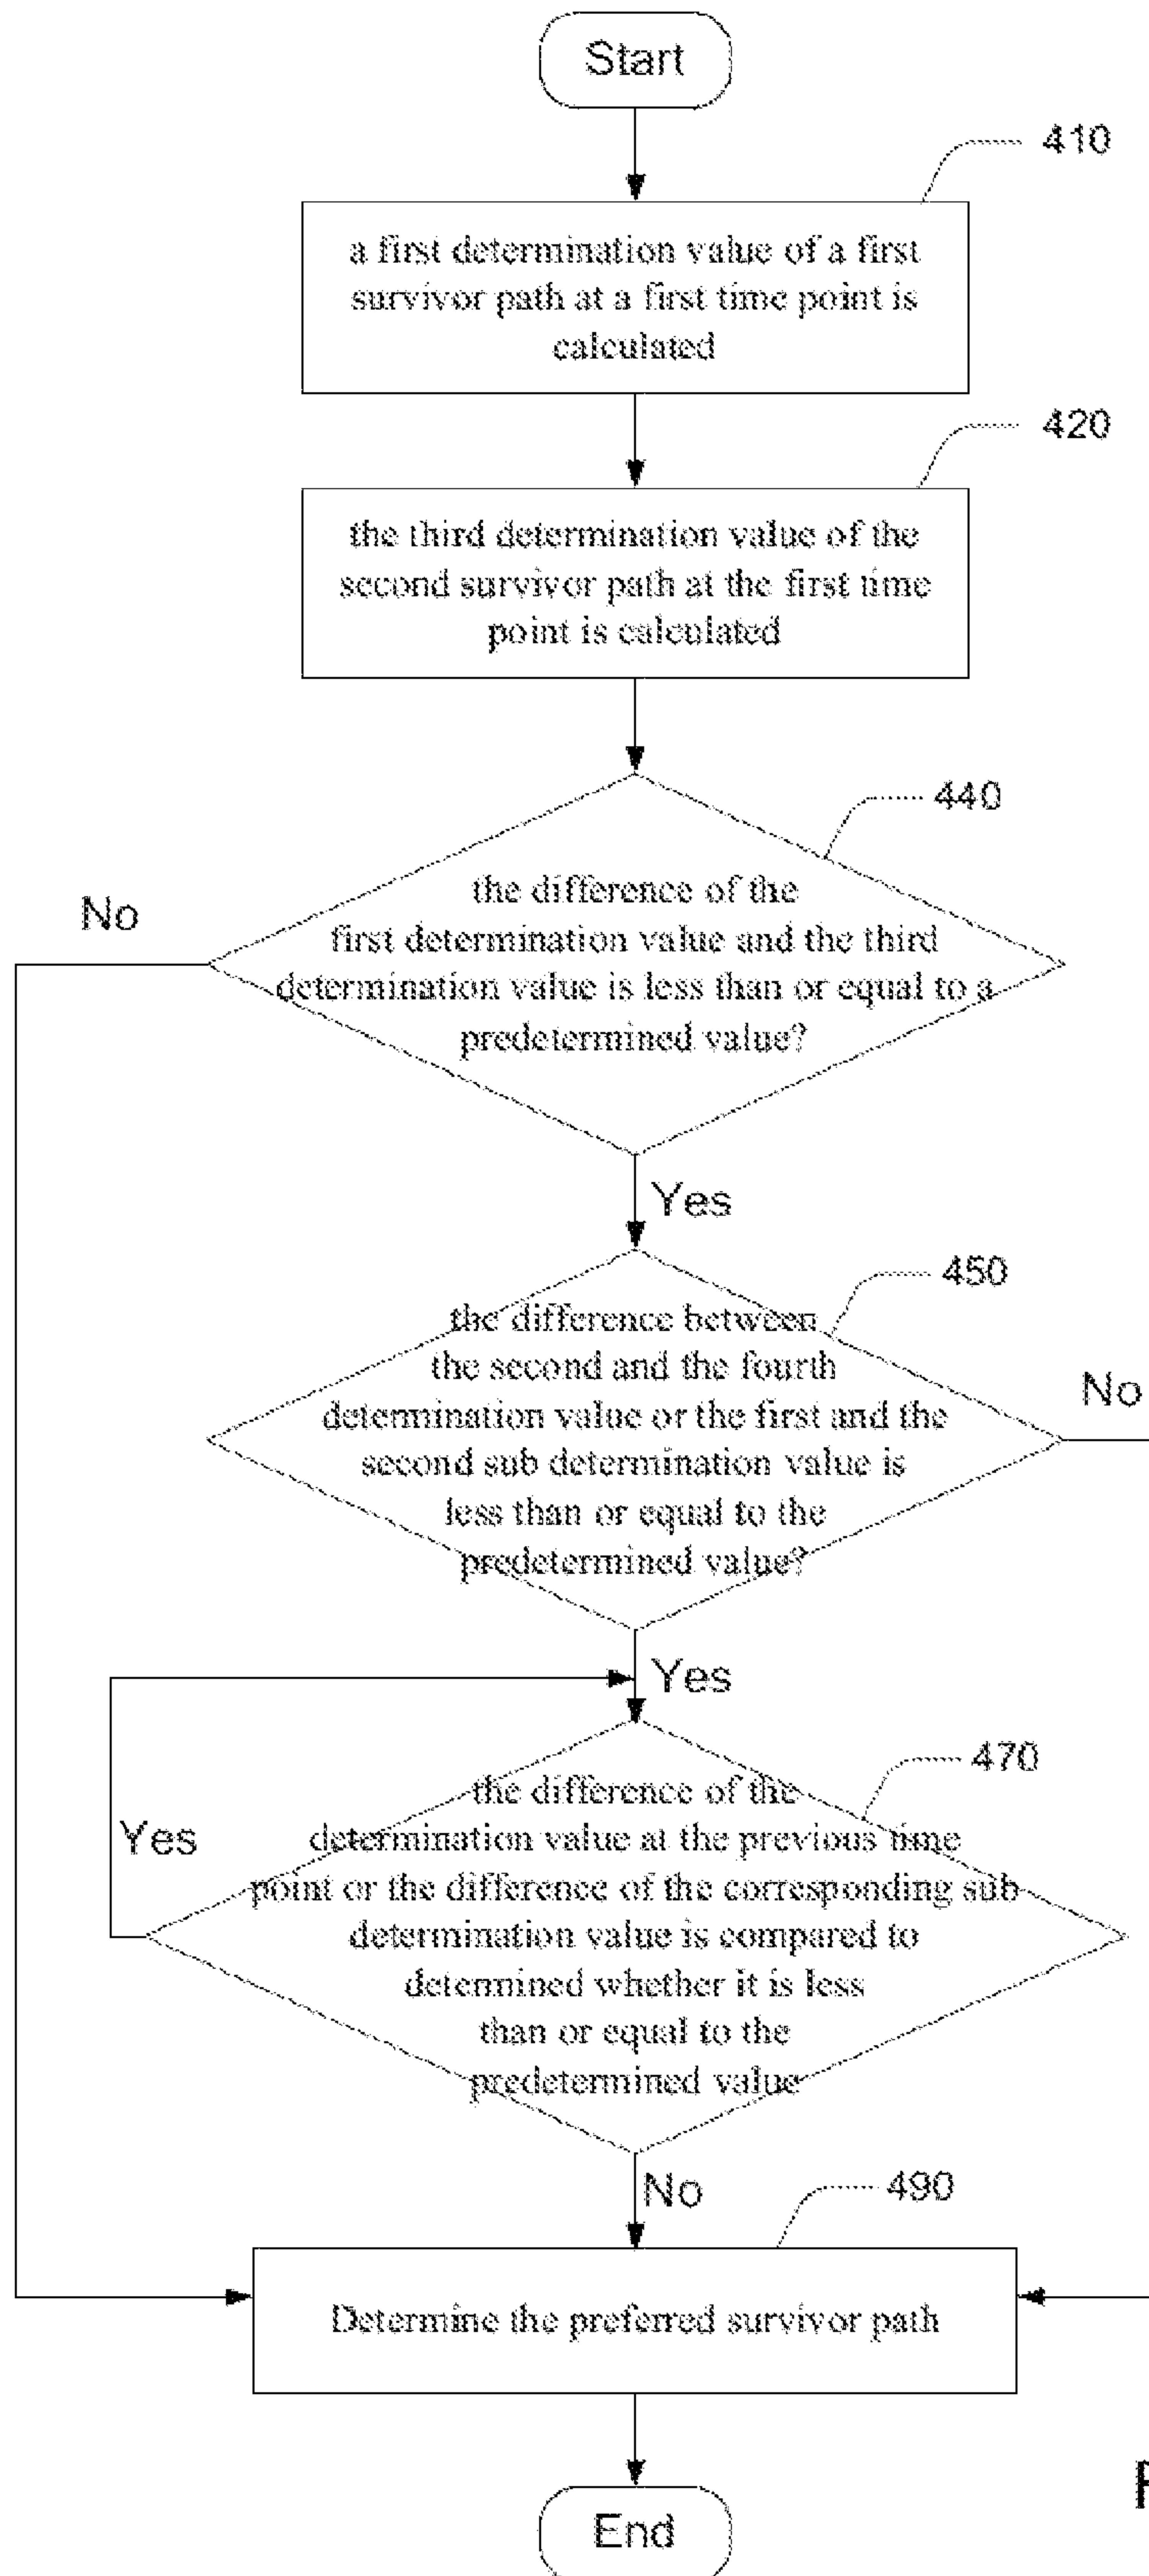 Start
410
a first determination value of a first
survivor path at a first time point is
calculated
420
the third determination value of the
second survivor path at the first time
point is calculated
440
No
the difference of the
first determination value and the third
determination value is less than or equal to a
predetermined value?
Yes
450
the difference between
the second and the fourth
determination value or the first and the
second sub determination value is
less than or equal to the
predetermined value?
No
Yes
470
Yes
the difference of the
determination value at the previous time
point or the difference of the corresponding sub
determination value is compared to
determined whether it is less
than or equal to the
predetermined value
No
490
Determine the preferred survivor path
End